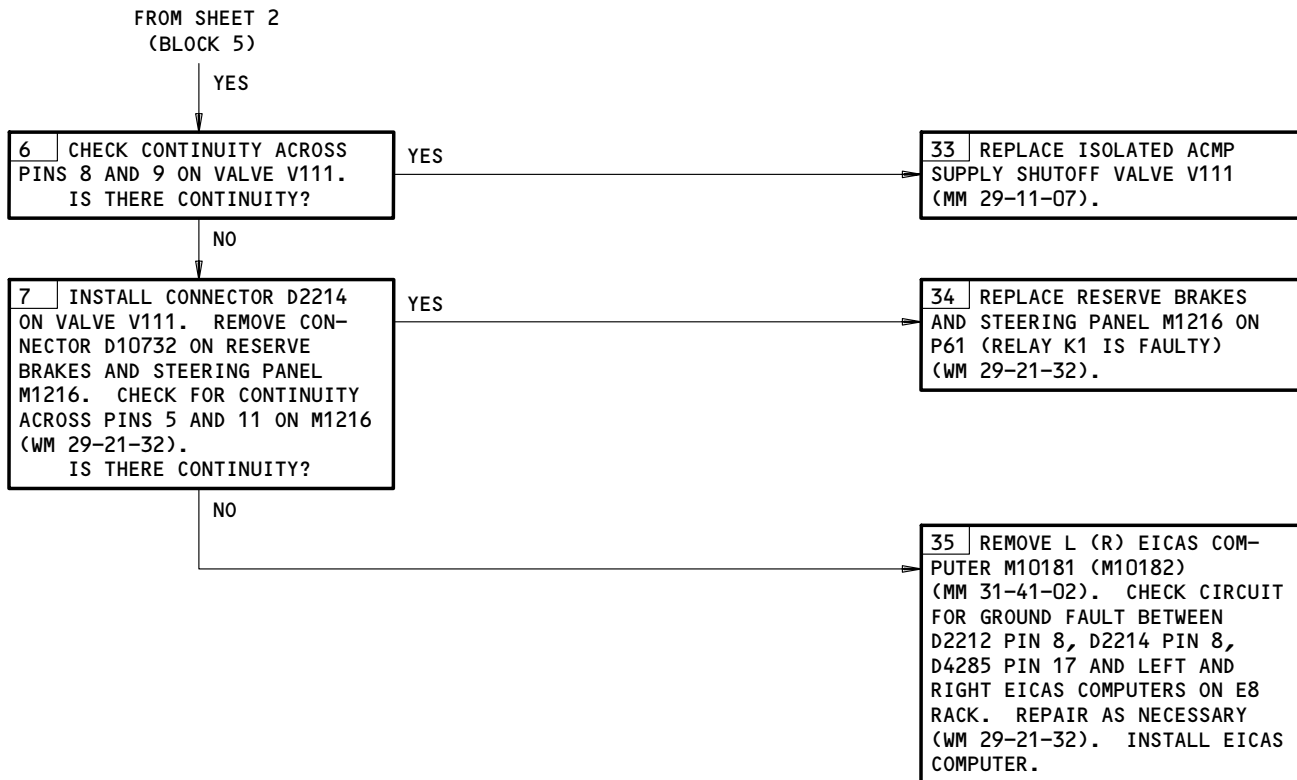 FROM SHEET 2
(BLOCK 5)
YES
6 CHECK CONTINUITY ACROSS
PINS 8 AND 9 ON VALVE V111.
IS THERE CONTINUITY?
YES
33 REPLACE ISOLATED ACMP
SUPPLY SHUTOFF VALVE V111
(MM 29-11-07).
NO
7 INSTALL CONNECTOR D2214
ON VALVE V111. REMOVE CON-
NECTOR D10732 ON RESERVE
BRAKES AND STEERING PANEL
M1216. CHECK FOR CONTINUITY
ACROSS PINS 5 AND 11 ON M1216
(WM 29-21-32).
IS THERE CONTINUITY?
YES
34 REPLACE RESERVE BRAKES
AND STEERING PANEL M1216 ON
P61 (RELAY K1 IS FAULTY)
(WM 29-21-32).
NO
35 REMOVE L (R) EICAS COM-
PUTER M10181 (M10182)
(MM 31-41-02). CHECK CIRCUIT
FOR GROUND FAULT BETWEEN
D2212 PIN 8, D2214 PIN 8,
D4285 PIN 17 AND LEFT AND
RIGHT EICAS COMPUTERS ON E8
RACK. REPAIR AS NECESSARY
(WM 29-21-32). INSTALL EICAS
COMPUTER.